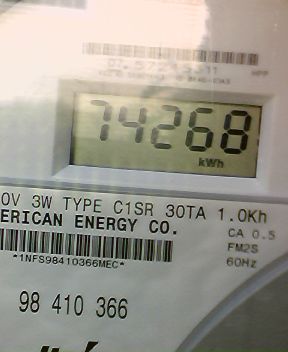 74268
kWh
0V 3W TYPE C1SR 30TA 1.0Kh
ERICAN ENERGY CO.
CA 0.5
*1NFS98410366MEC*
FM2S
60Hz
98 410 366